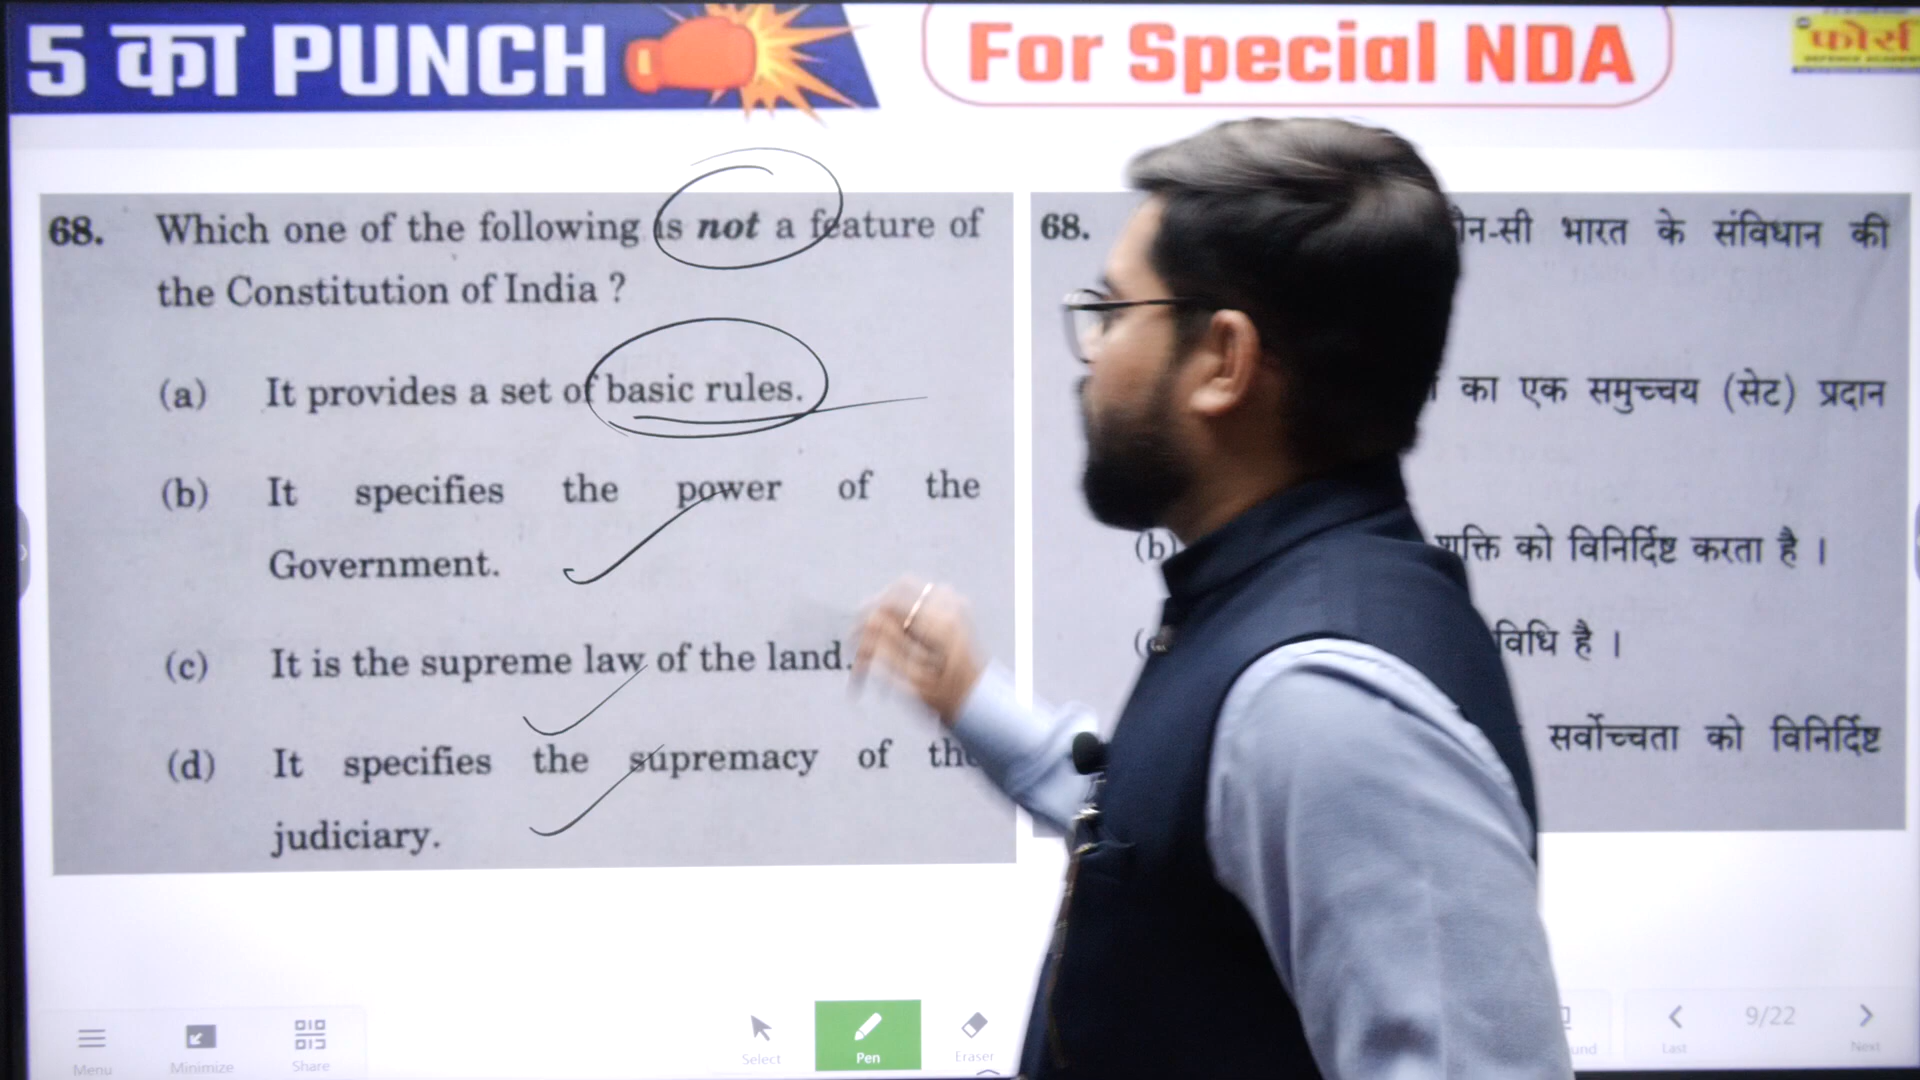 5 का PUNCH
For Special NDA
फोर्स
68. Which one of the following is not a feature of
the Constitution of India ?
(a) It provides a set of basic rules.
(b) It specifies the power of the
Government.
(c) It is the supreme law of the land.
(d) It specifies the supremacy of the
judiciary.
68. भारत के संविधान की
का एक समुच्चय (सेट) प्रदान
(b) शक्ति को विनिर्दिष्ट करता है ।
विधि है ।
सर्वोच्चता को विनिर्दिष्ट
Menu
Minimize
Share
Select
Pen
Eraser
Last
9/22
Next